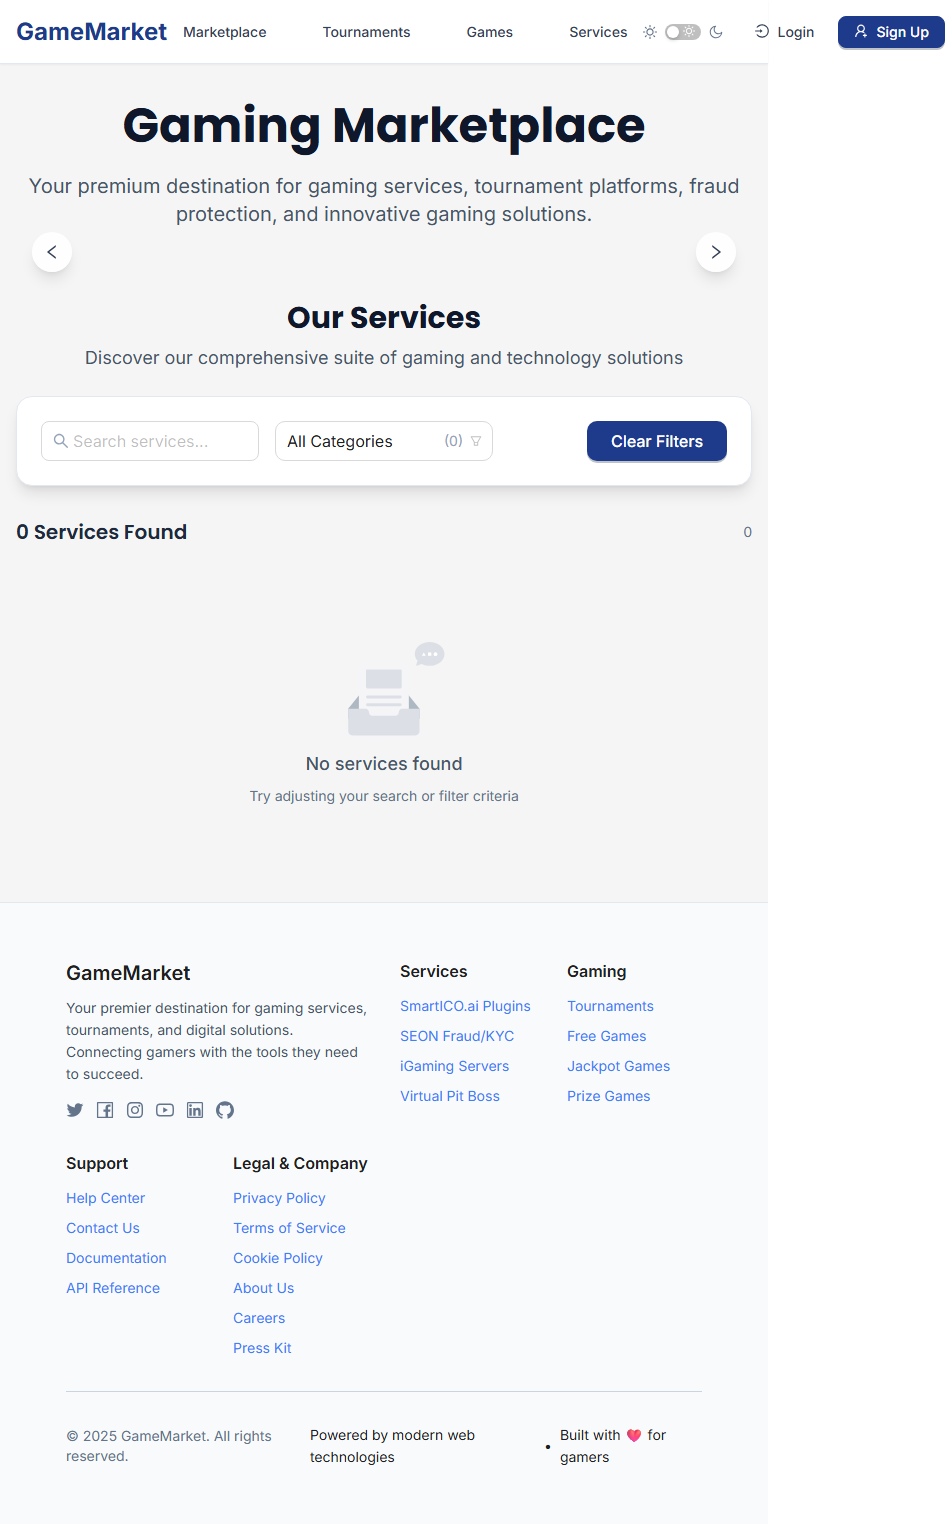 GameMarket Marketplace Tournaments Games Services Login Sign Up
Gaming Marketplace
Your premium destination for gaming services, tournament platforms, fraud
protection, and innovative gaming solutions.
Our Services
Discover our comprehensive suite of gaming and technology solutions
Search services...
All Categories (0)
Clear Filters
0 Services Found
0
No services found
Try adjusting your search or filter criteria
GameMarket
Your premier destination for gaming services,
tournaments, and digital solutions.
Connecting gamers with the tools they need
to succeed.
Services
SmartICO.ai Plugins
SEON Fraud/KYC
iGaming Servers
Virtual Pit Boss
Gaming
Tournaments
Free Games
Jackpot Games
Prize Games
Support
Help Center
Contact Us
Documentation
API Reference
Legal & Company
Privacy Policy
Terms of Service
Cookie Policy
About Us
Careers
Press Kit
© 2025 GameMarket. All rights
reserved.
Powered by modern web
technologies
•
Built with 💖 for
gamers